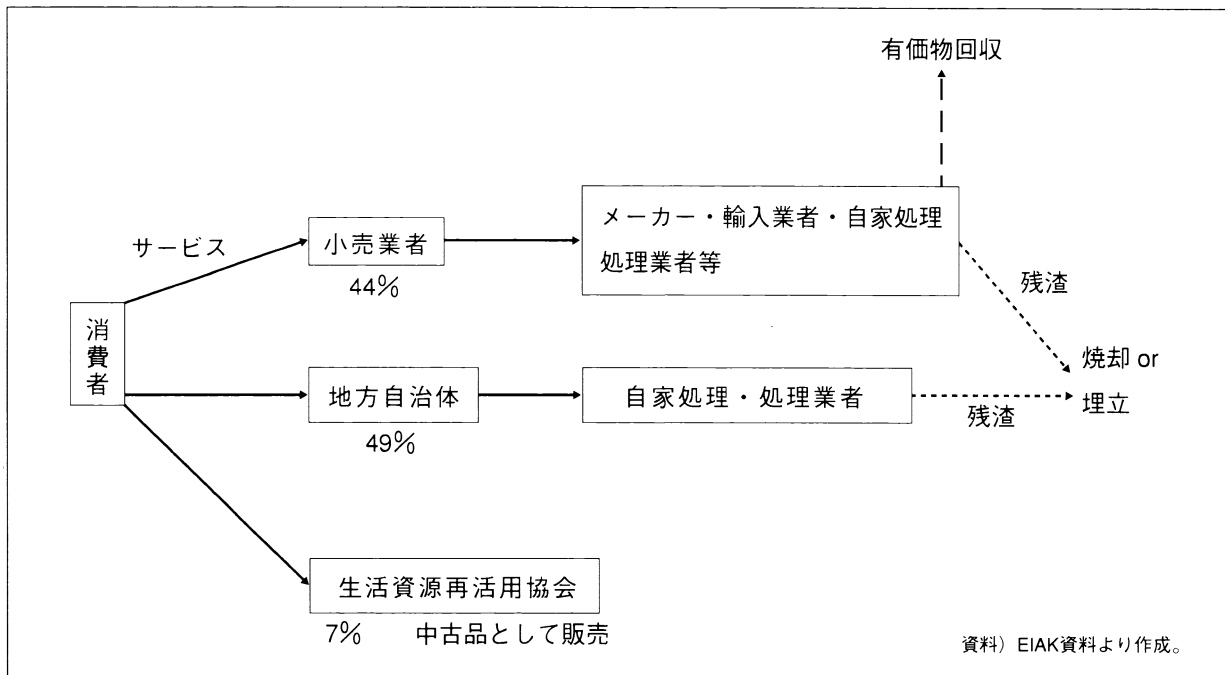 有価物回収
メーカー・輸入業者・自家処理
処理業者等
サービス
小売業者
44%
残渣
消費者
焼却 or
埋立
地方自治体
49%
自家処理・処理業者
残渣
生活資源再活用協会
7% 中古品として販売
資料）EIAK資料より作成。